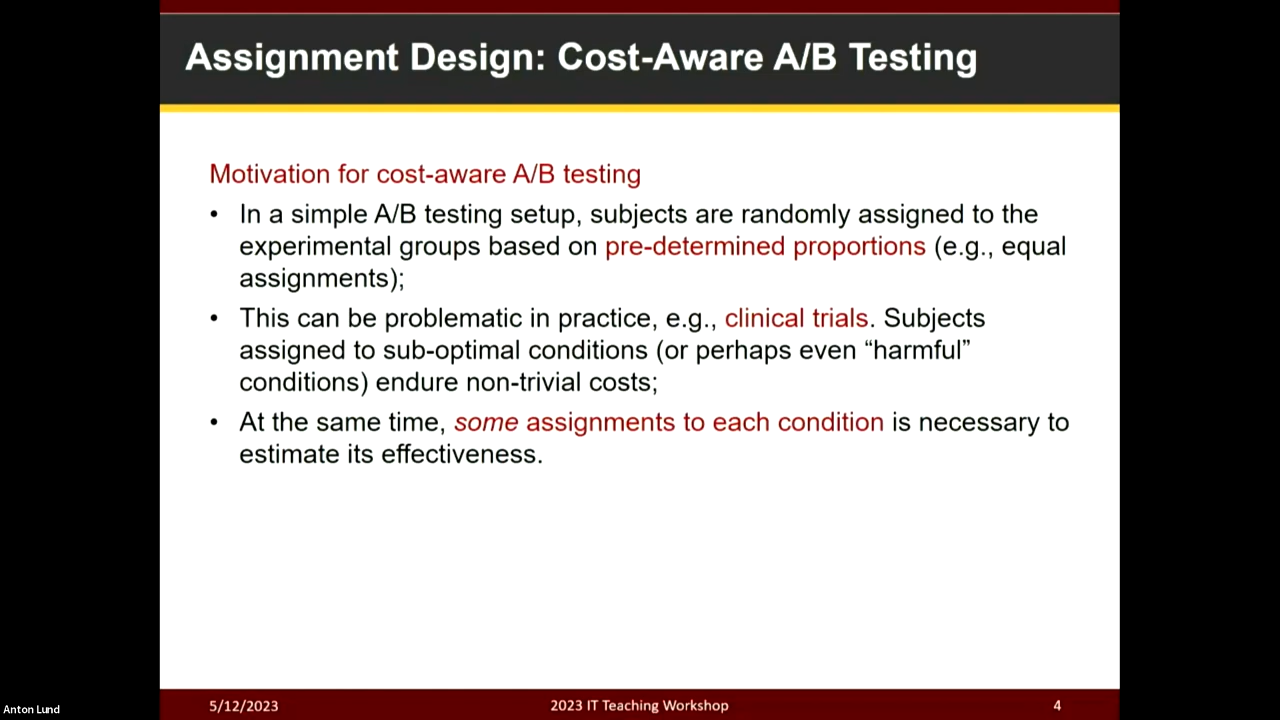 Assignment Design: Cost-Aware A/B Testing
Motivation for cost-aware A/B testing
• In a simple A/B testing setup, subjects are randomly assigned to the
experimental groups based on pre-determined proportions (e.g., equal
assignments);
• This can be problematic in practice, e.g., clinical trials. Subjects
assigned to sub-optimal conditions (or perhaps even “harmful”
conditions) endure non-trivial costs;
• At the same time, some assignments to each condition is necessary to
estimate its effectiveness.
5/12/2023
2023 IT Teaching Workshop
4
Anton Lund